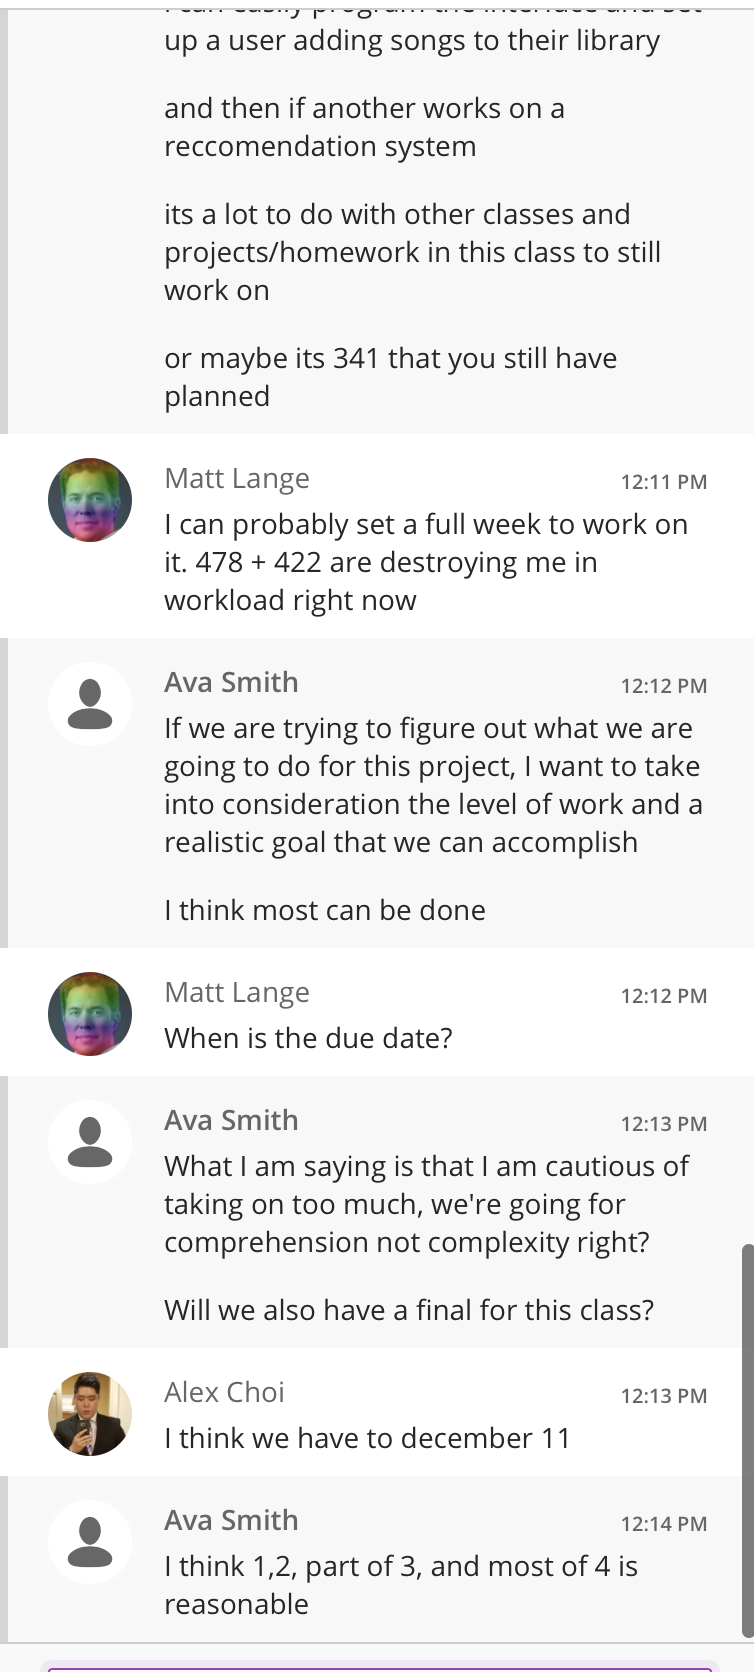 I can easily program the interface and set
up a user adding songs to their library
and then if another works on a
reccomendation system
its a lot to do with other classes and
projects/homework in this class to still
work on
or maybe its 341 that you still have
planned
Matt Lange
12:11 PM
I can probably set a full week to work on
it. 478 + 422 are destroying me in
workload right now
Ava Smith
12:12 PM
If we are trying to figure out what we are
going to do for this project, I want to take
into consideration the level of work and a
realistic goal that we can accomplish
I think most can be done
Matt Lange
12:12 PM
When is the due date?
Ava Smith
12:13 PM
What I am saying is that I am cautious of
taking on too much, we're going for
comprehension not complexity right?
Will we also have a final for this class?
Alex Choi
12:13 PM
I think we have to december 11
Ava Smith
12:14 PM
I think 1,2, part of 3, and most of 4 is
reasonable